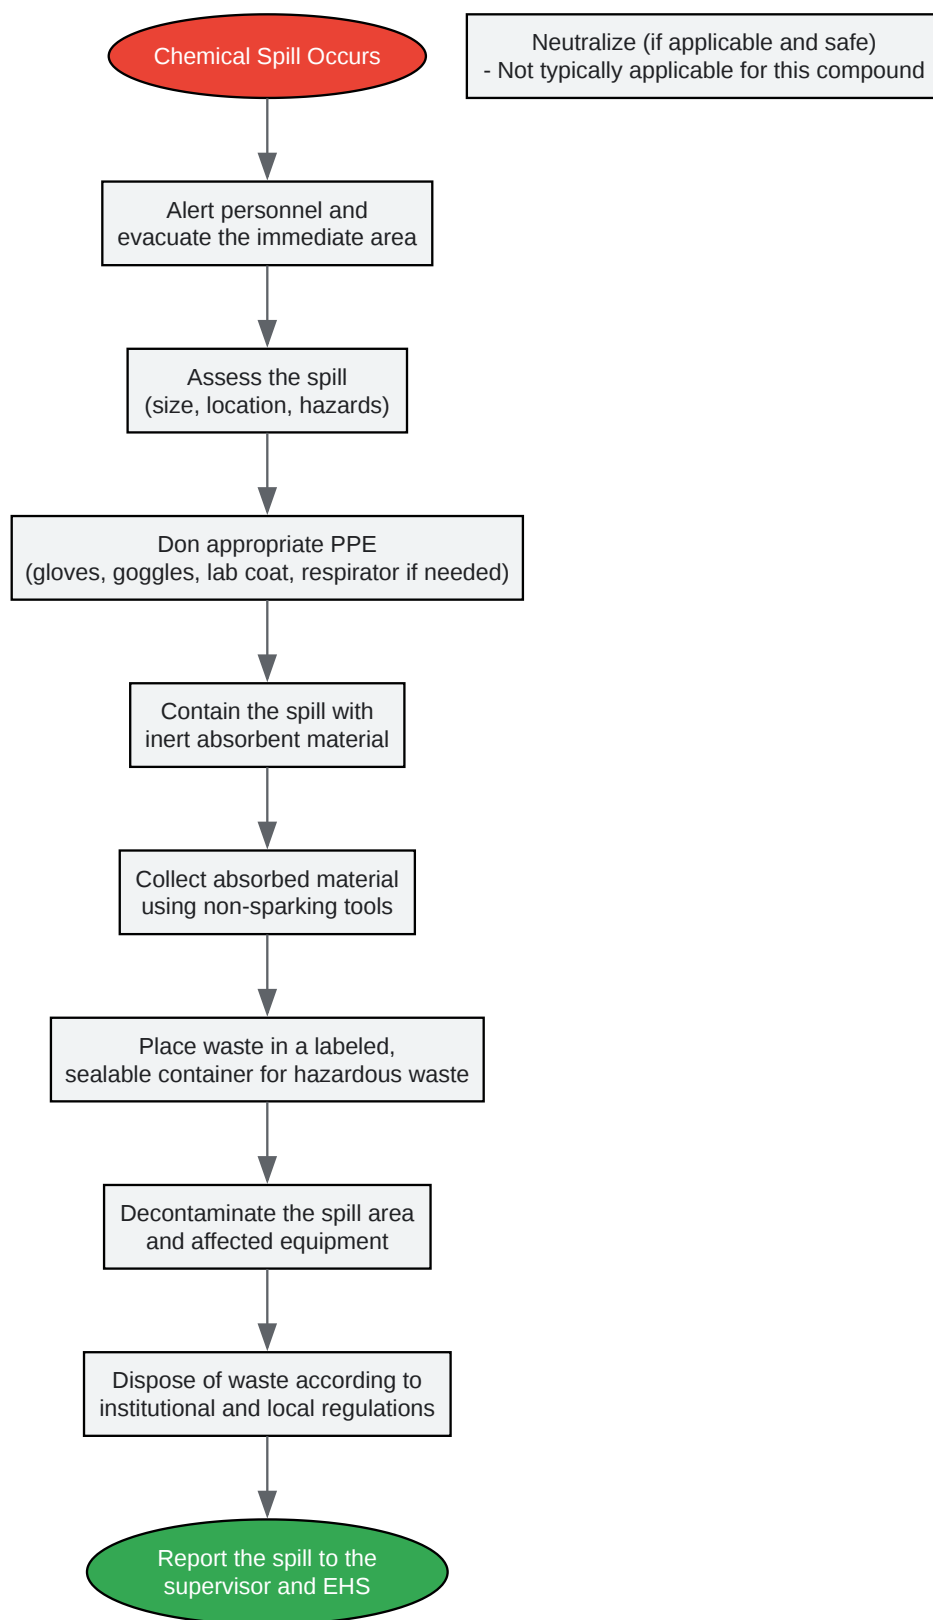 Chemical Spill Occurs
Neutralize (if applicable and safe)
- Not typically applicable for this compound
Alert personnel and
evacuate the immediate area
Assess the spill
(size, location, hazards)
Don appropriate PPE
(gloves, goggles, lab coat, respirator if needed)
Contain the spill with
inert absorbent material
Collect absorbed material
using non-sparking tools
Place waste in a labeled,
sealable container for hazardous waste
Decontaminate the spill area
and affected equipment
Dispose of waste according to
institutional and local regulations
Report the spill to the
supervisor and EHS